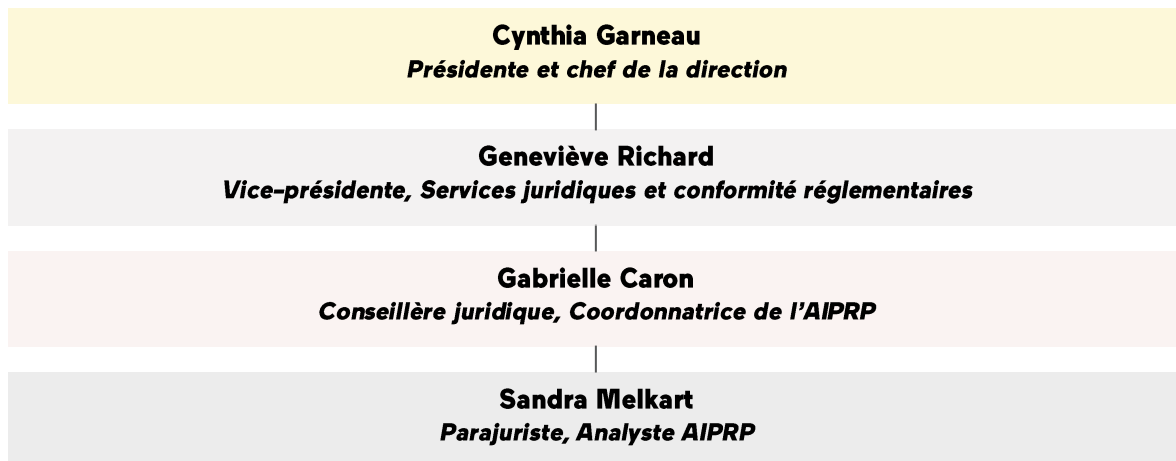 Cynthia Garneau
Présidente et chef de la direction
Geneviève Richard
Vice-présidente, Services juridiques et conformité réglementaires
Gabrielle Caron
Conseillère juridique, Coordonnatrice de l'AIPRP
Sandra Melkart
Parajuriste, Analyste AIPRP